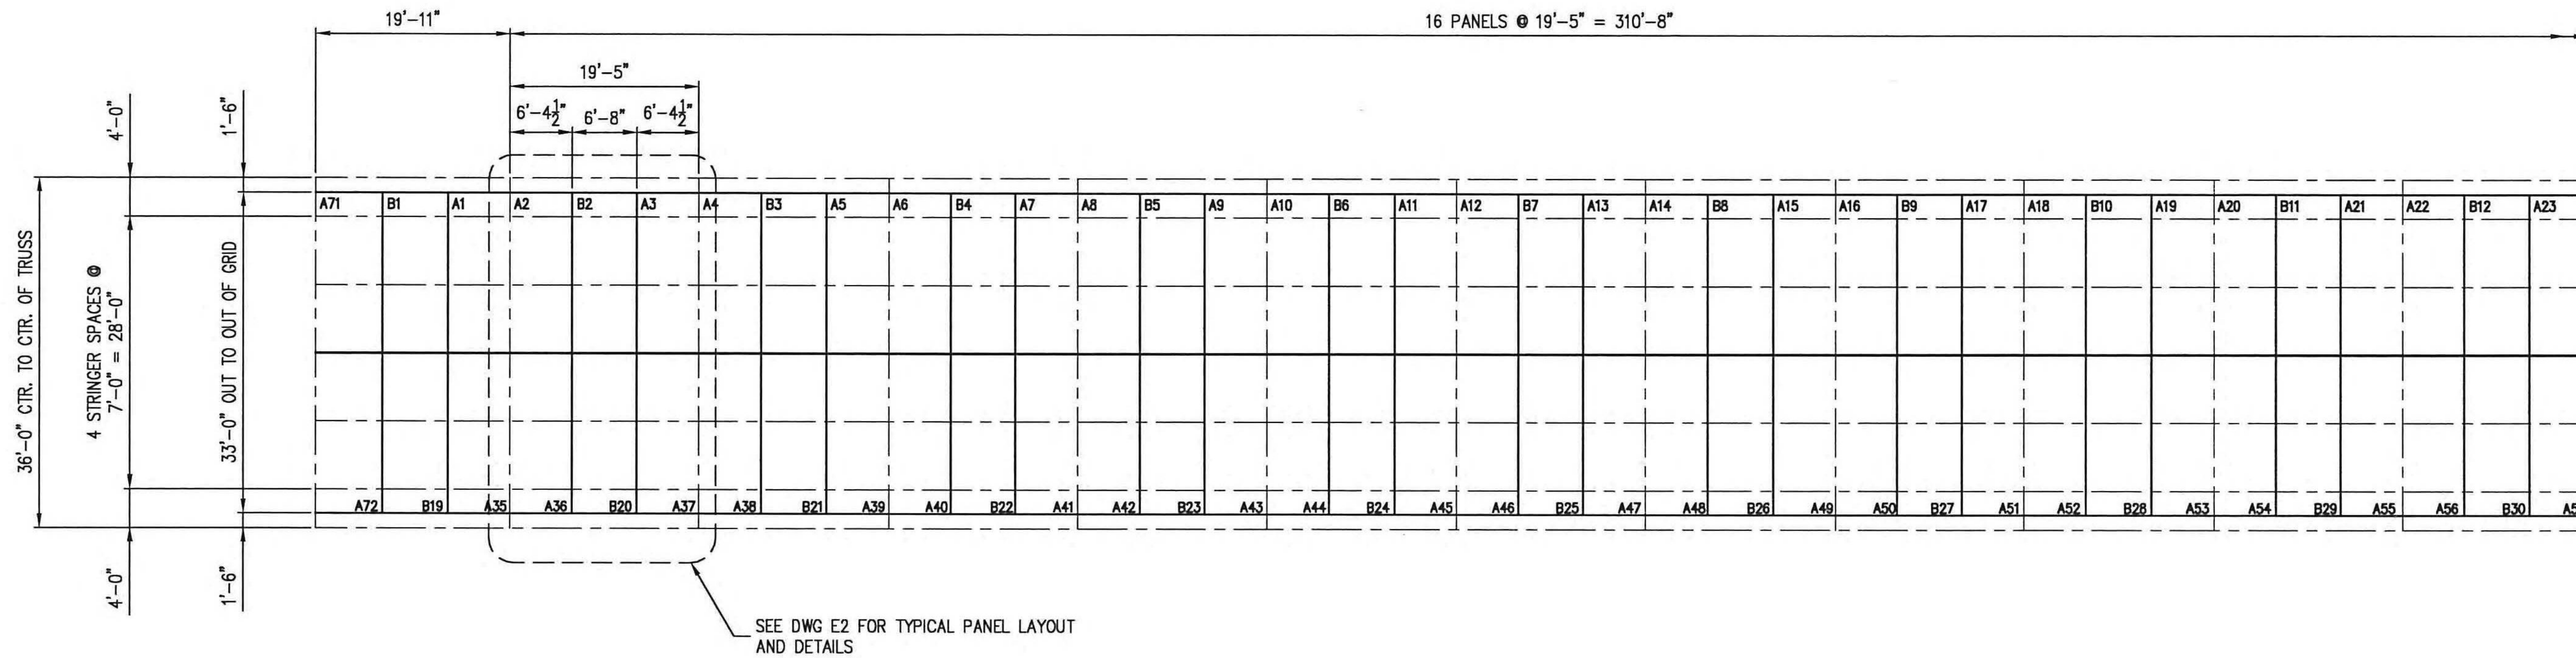 19'-11"
16 PANELS @ 19'-5" = 310'-8"
19'-5"
6'-4½" 6'-8" 6'-4½"
4'-0"
1'-6"
36'-0" CTR. TO CTR. OF TRUSS
4 STRINGER SPACES @
7'-0" = 28'-0"
33'-0" OUT TO OUT OF GRID
A71 B1 A1 A2 B2 A3 A4 B3 A5 A6 B4 A7 A8 B5 A9 A10 B6 A11 A12 B7 A13 A14 B8 A15 A16 B9 A17 A18 B10 A19 A20 B11 A21 A22 B12 A23
A72 B19 A35 A36 B20 A37 A38 B21 A39 A40 B22 A41 A42 B23 A43 A44 B24 A45 A46 B25 A47 A48 B26 A49 A50 B27 A51 A52 B28 A53 A54 B29 A55 A56 B30
4'-0"
1'-6"
SEE DWG E2 FOR TYPICAL PANEL LAYOUT
AND DETAILS